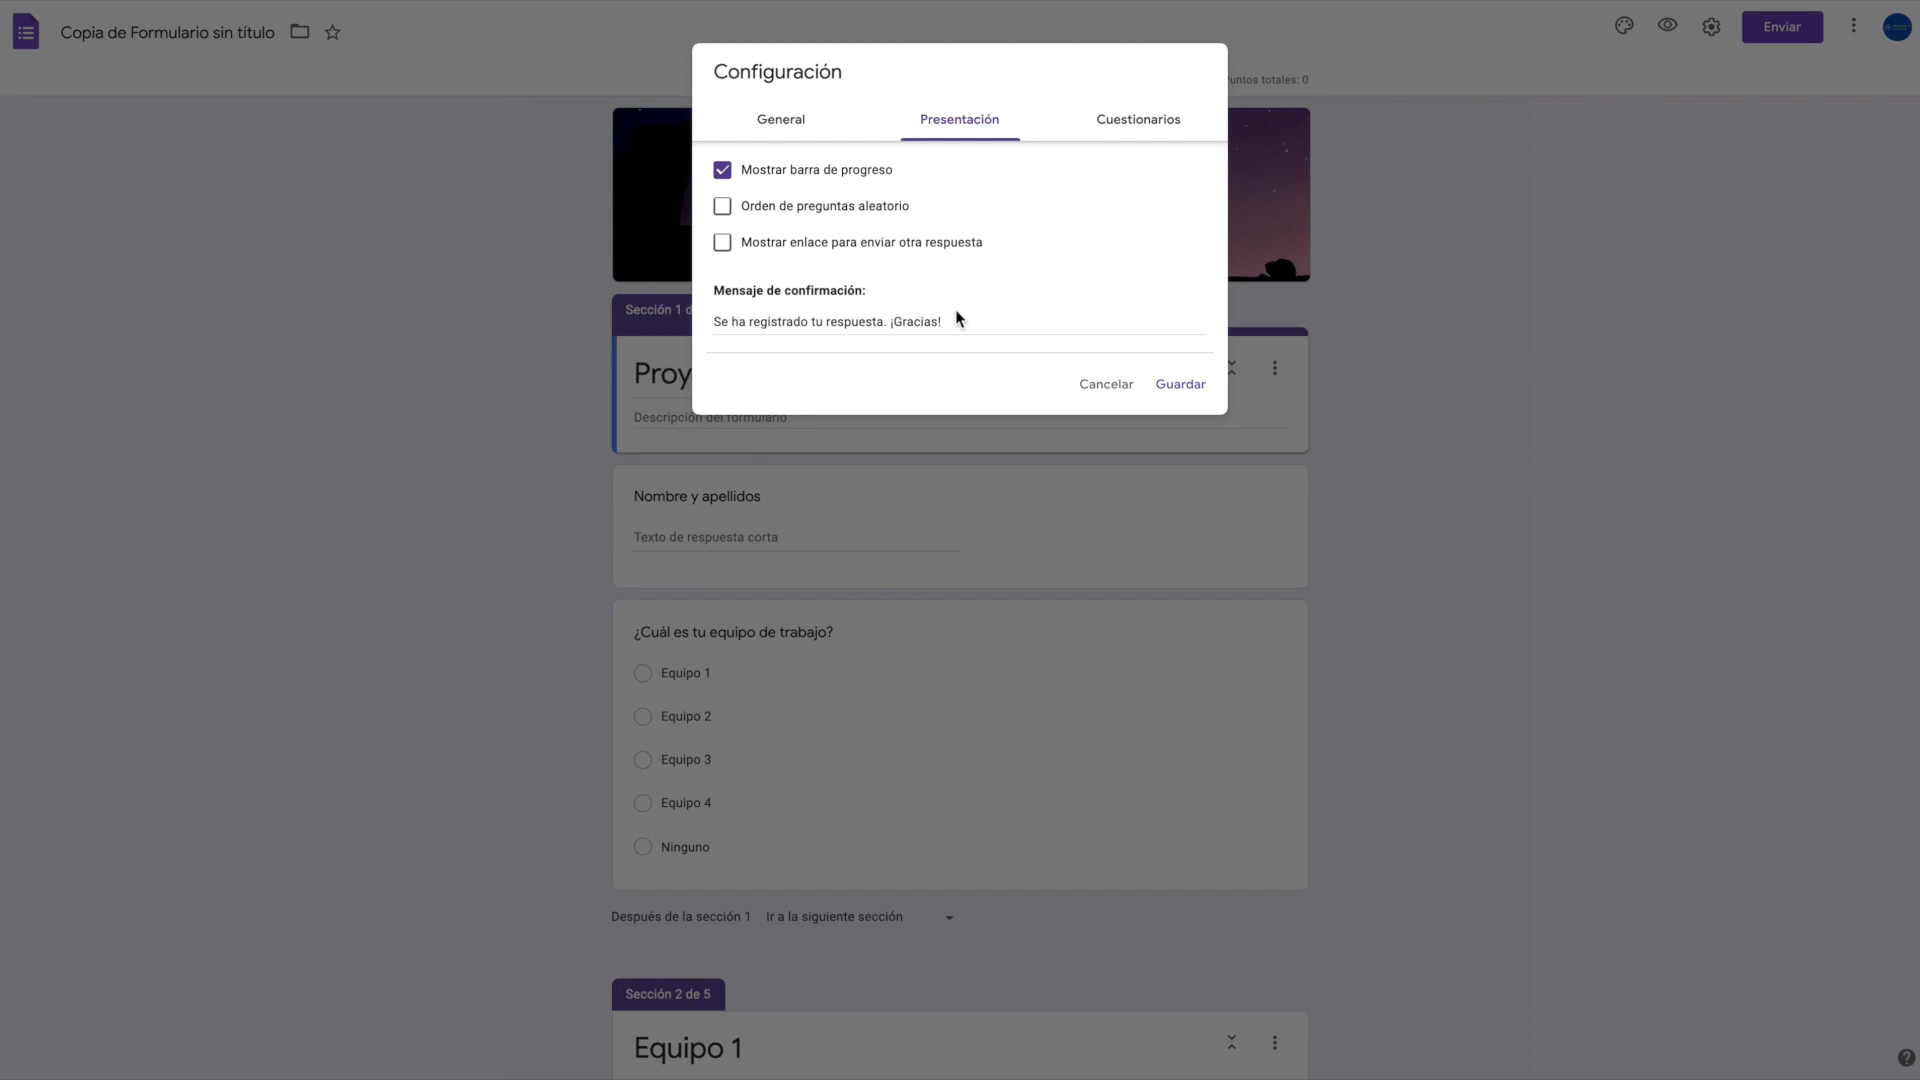 Copia de Formulario sin título
Enviar
untos totales: 0
Configuración
General
Presentación
Cuestionarios
Mostrar barra de progreso
Orden de preguntas aleatorio
Mostrar enlace para enviar otra respuesta
Mensaje de confirmación:
Se ha registrado tu respuesta. ¡Gracias!
Cancelar
Guardar
Sección 1 d
Proy
Descripción del formulario
Nombre y apellidos
Texto de respuesta corta
¿Cuál es tu equipo de trabajo?
Equipo 1
Equipo 2
Equipo 3
Equipo 4
Ninguno
Después de la sección 1 Ir a la siguiente sección
Sección 2 de 5
Equipo 1